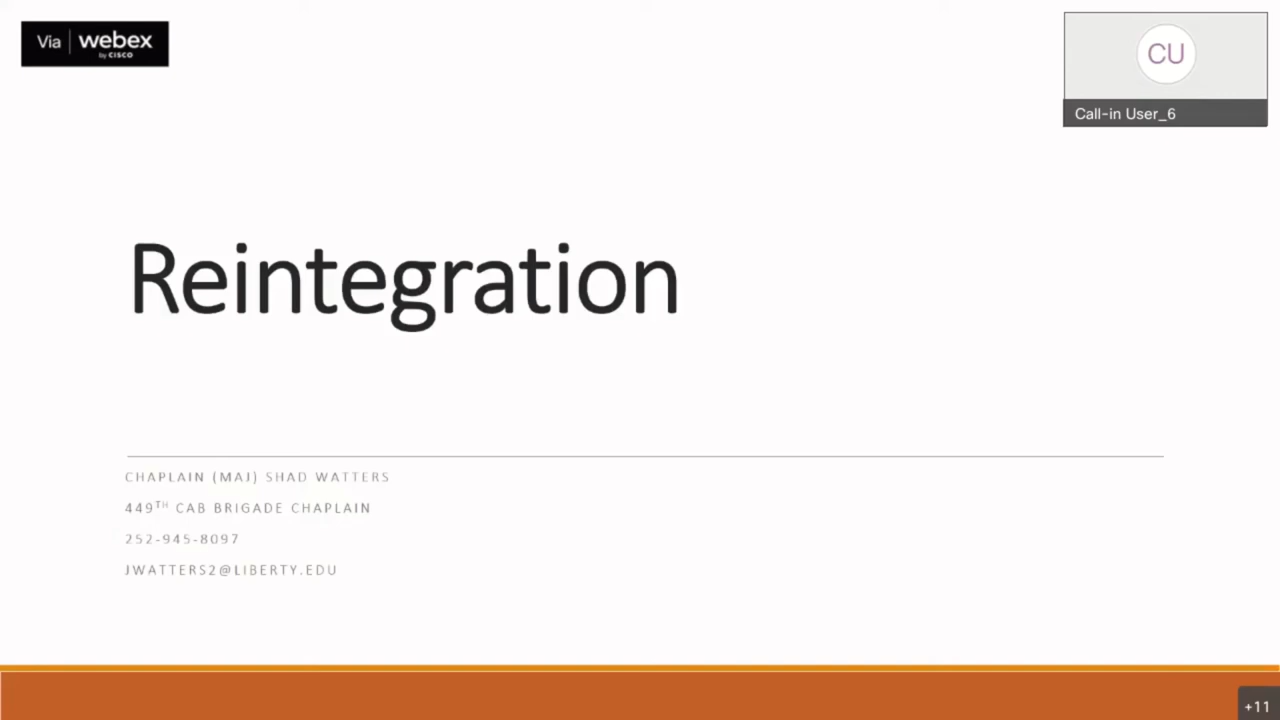 Via webex
by CISCO
CU
Call-in User_6
Reintegration
CHAPLAIN (MAJ) SHAD WATTERS
449TH CAB BRIGADE CHAPLAIN
252-945-8097
JWATTERS2@LIBERTY.EDU
+11